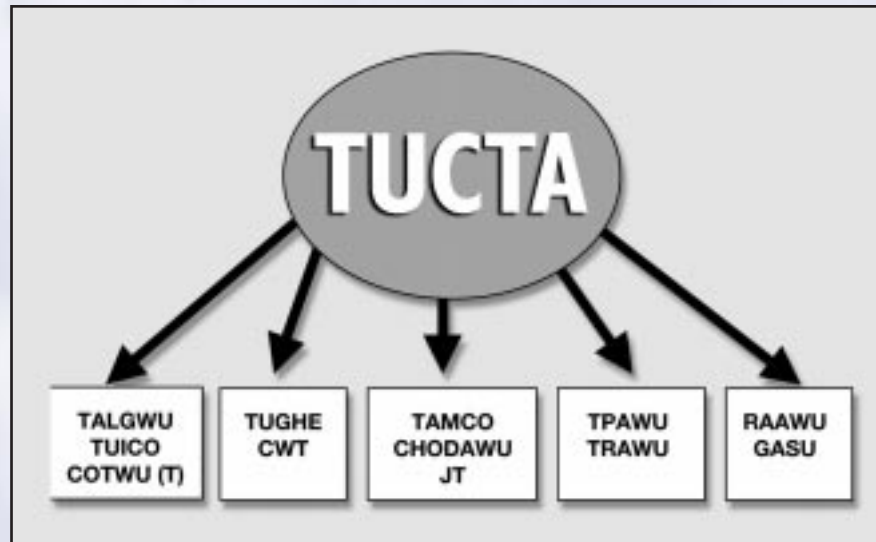 TUCTA
TALGWU
TUICO
COTWU (T)
TUGHE
CWT
TAMCO
CHODAWU
JT
TPAWU
TRAWU
RAAWU
GASU